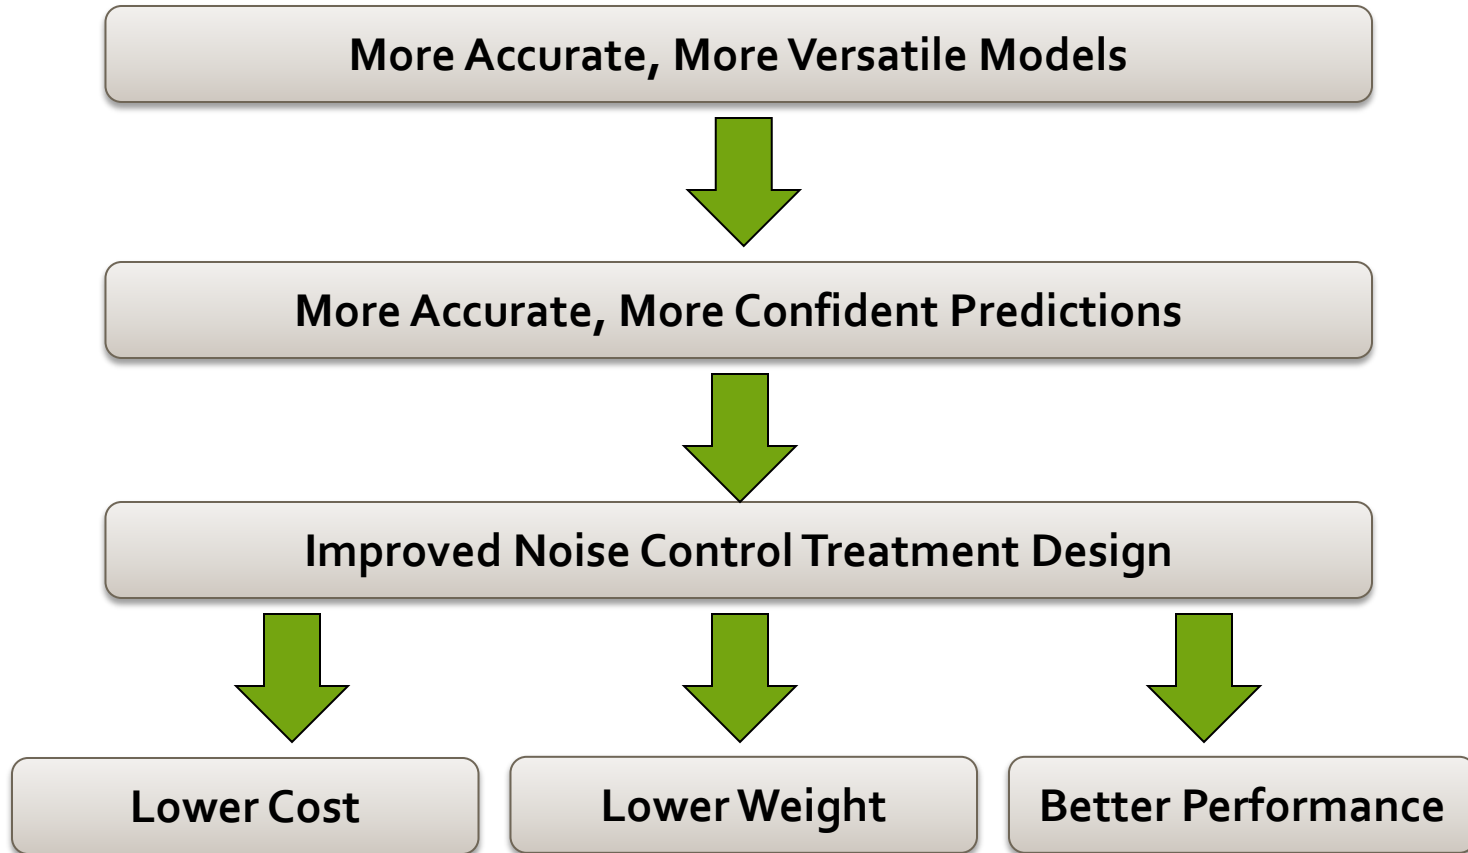 More Accurate, More Versatile Models
More Accurate, More Confident Predictions
Improved Noise Control Treatment Design
Lower Cost
Lower Weight
Better Performance